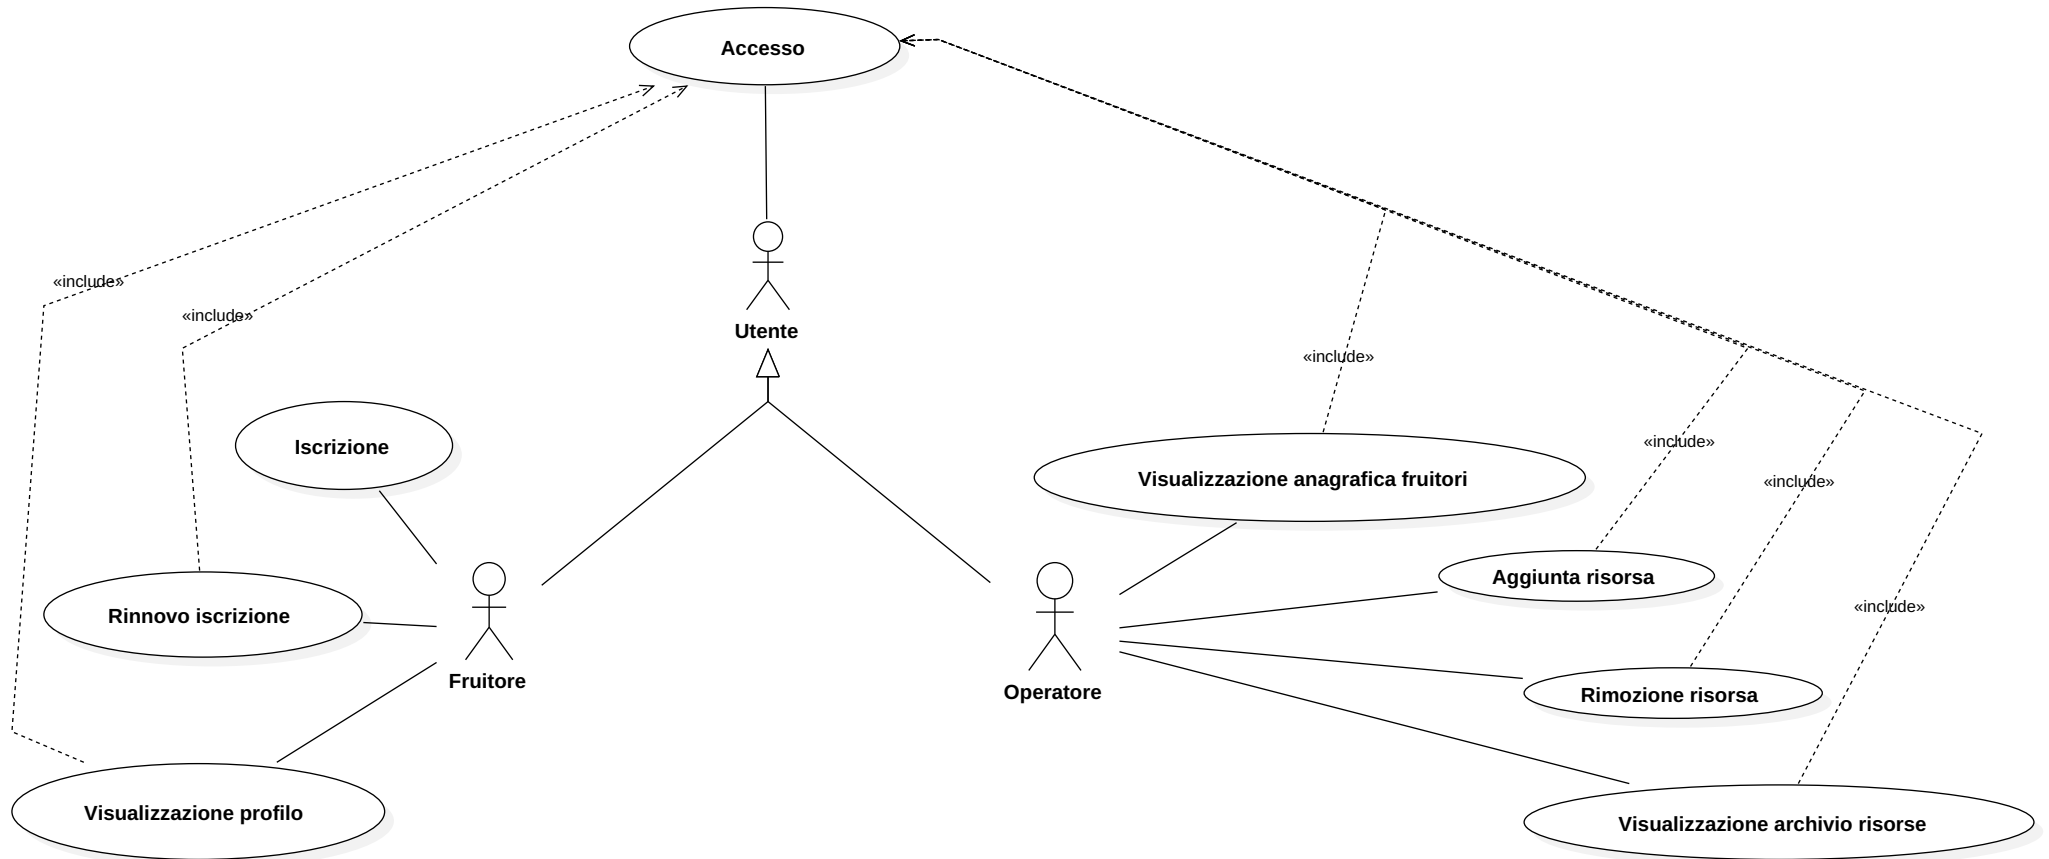 Accesso
«include»
«include»
Utente
«include»
Iscrizione
Visualizzazione anagrafica fruitori
«include»
«include»
Aggiunta risorsa
«include»
Rinnovo iscrizione
Fruitore
Operatore
Rimozione risorsa
Visualizzazione profilo
Visualizzazione archivio risorse